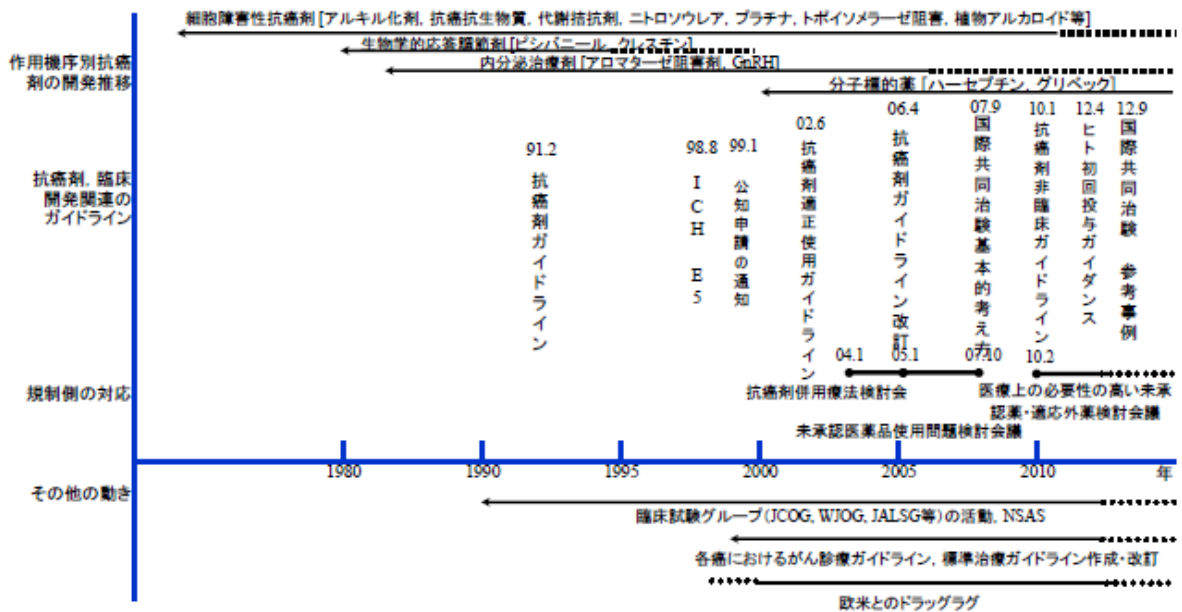 細胞障害性抗癌剤 [アルキル化剤, 抗癌抗生物質, 代謝拮抗剤, ニトロソウレア, プラチナ, トポイソメラーゼ阻害, 植物アルカロイド等]
生物学的応答調節剤 [ピシバニール, クレスチン]
内分泌治療剤 [アロマターゼ阻害剤, GnRH]
分子標的薬 [ハーセプチン, グリベック]
作用機序別抗癌
剤の開発推移
抗癌剤, 臨床
開発関連の
ガイドライン
91.2
抗癌剤ガイドライン
98.8
ICH E5
99.1
公知申請の通知
02.6
抗癌剤適正使用ガイドライン
06.4
抗癌剤ガイドライン改訂
07.9
国際共同治験基本的考え方
10.1
抗癌剤非臨床ガイドライン
12.4
ヒト初回投与ガイダンス
12.9
国際共同治験 参考事例
規制側の対応
04.1
05.1
07.10
10.2
抗癌剤併用療法検討会
未承認医薬品使用問題検討会議
医療上の必要性の高い未承
認薬・適応外薬検討会議
1980
1990
1995
2000
2005
2010
年
その他の動き
臨床試験グループ(JCOG, WJOG, JALSG等)の活動, NSAS
各癌におけるがん診療ガイドライン, 標準治療ガイドライン作成・改訂
欧米とのドラッグラグ